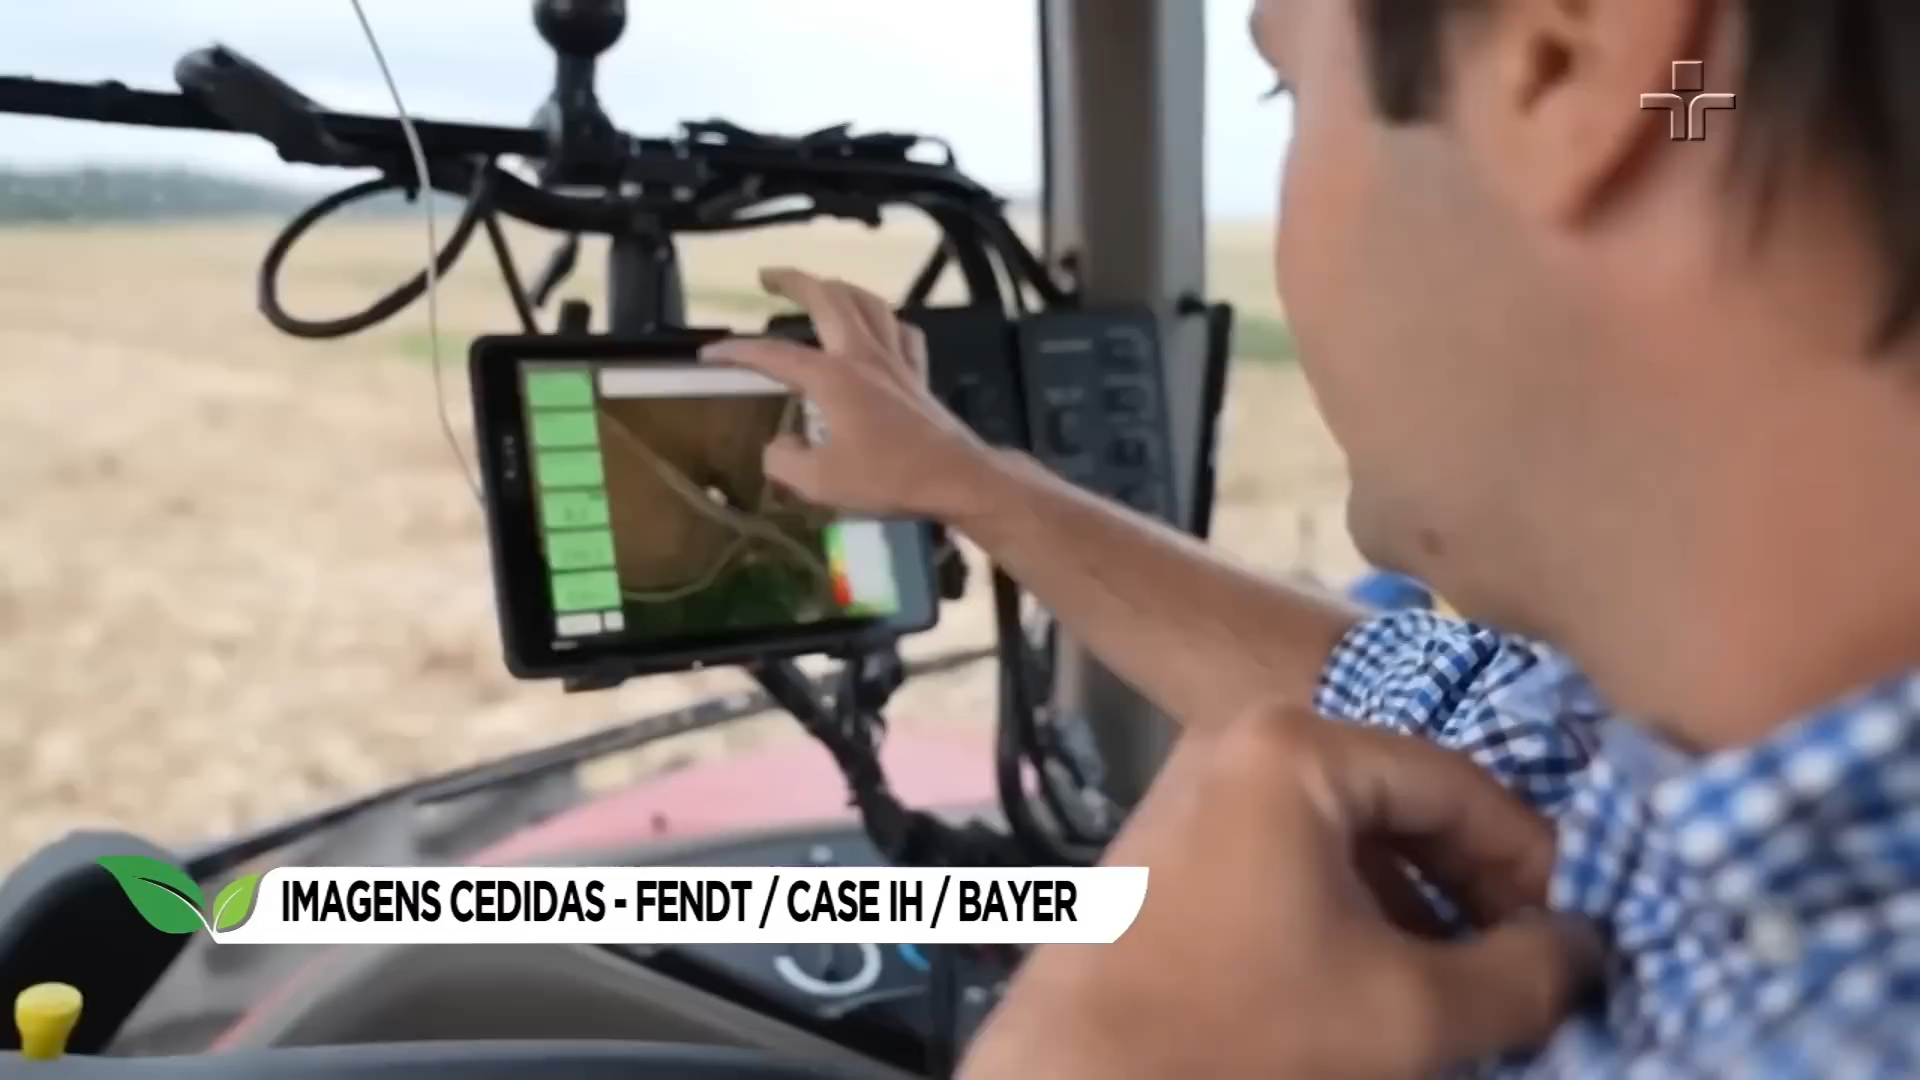 IMAGENS CEDIDAS - FENDT / CASE IH / BAYER